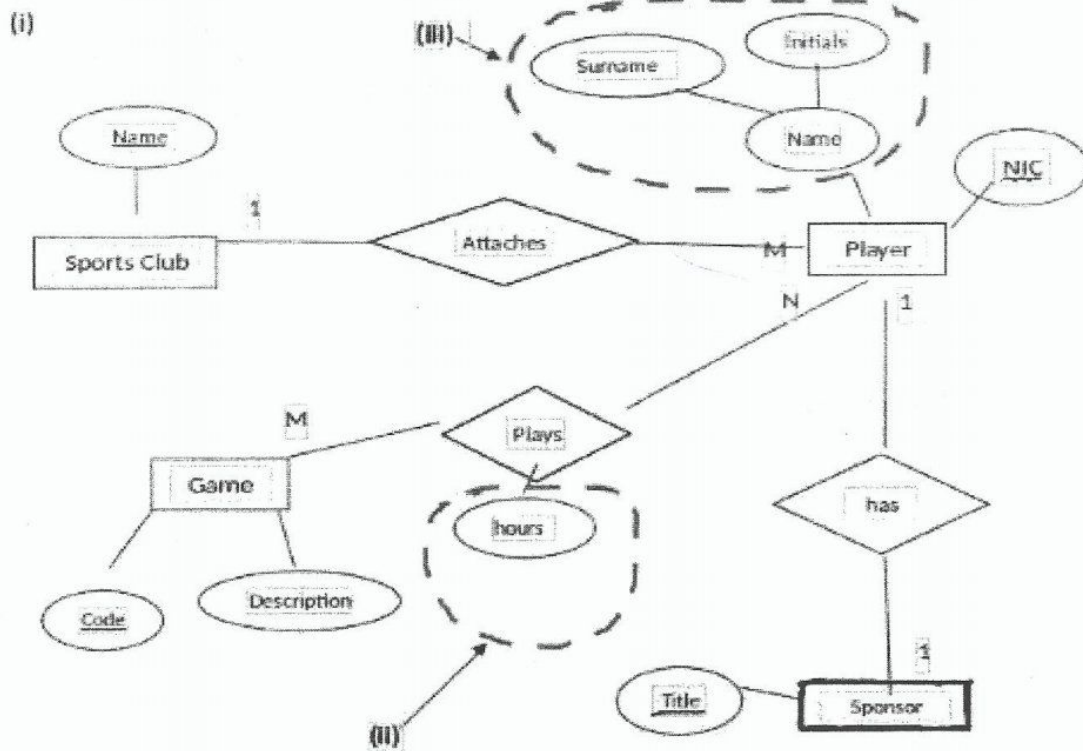 (i)
(iii)
Initials
Surname
Name
Name
NIC
1
Attaches
M
Player
Sports Club
N
1
M
Plays
Game
has
hours
Description
Code
1
Title
Sponsor
(ii)